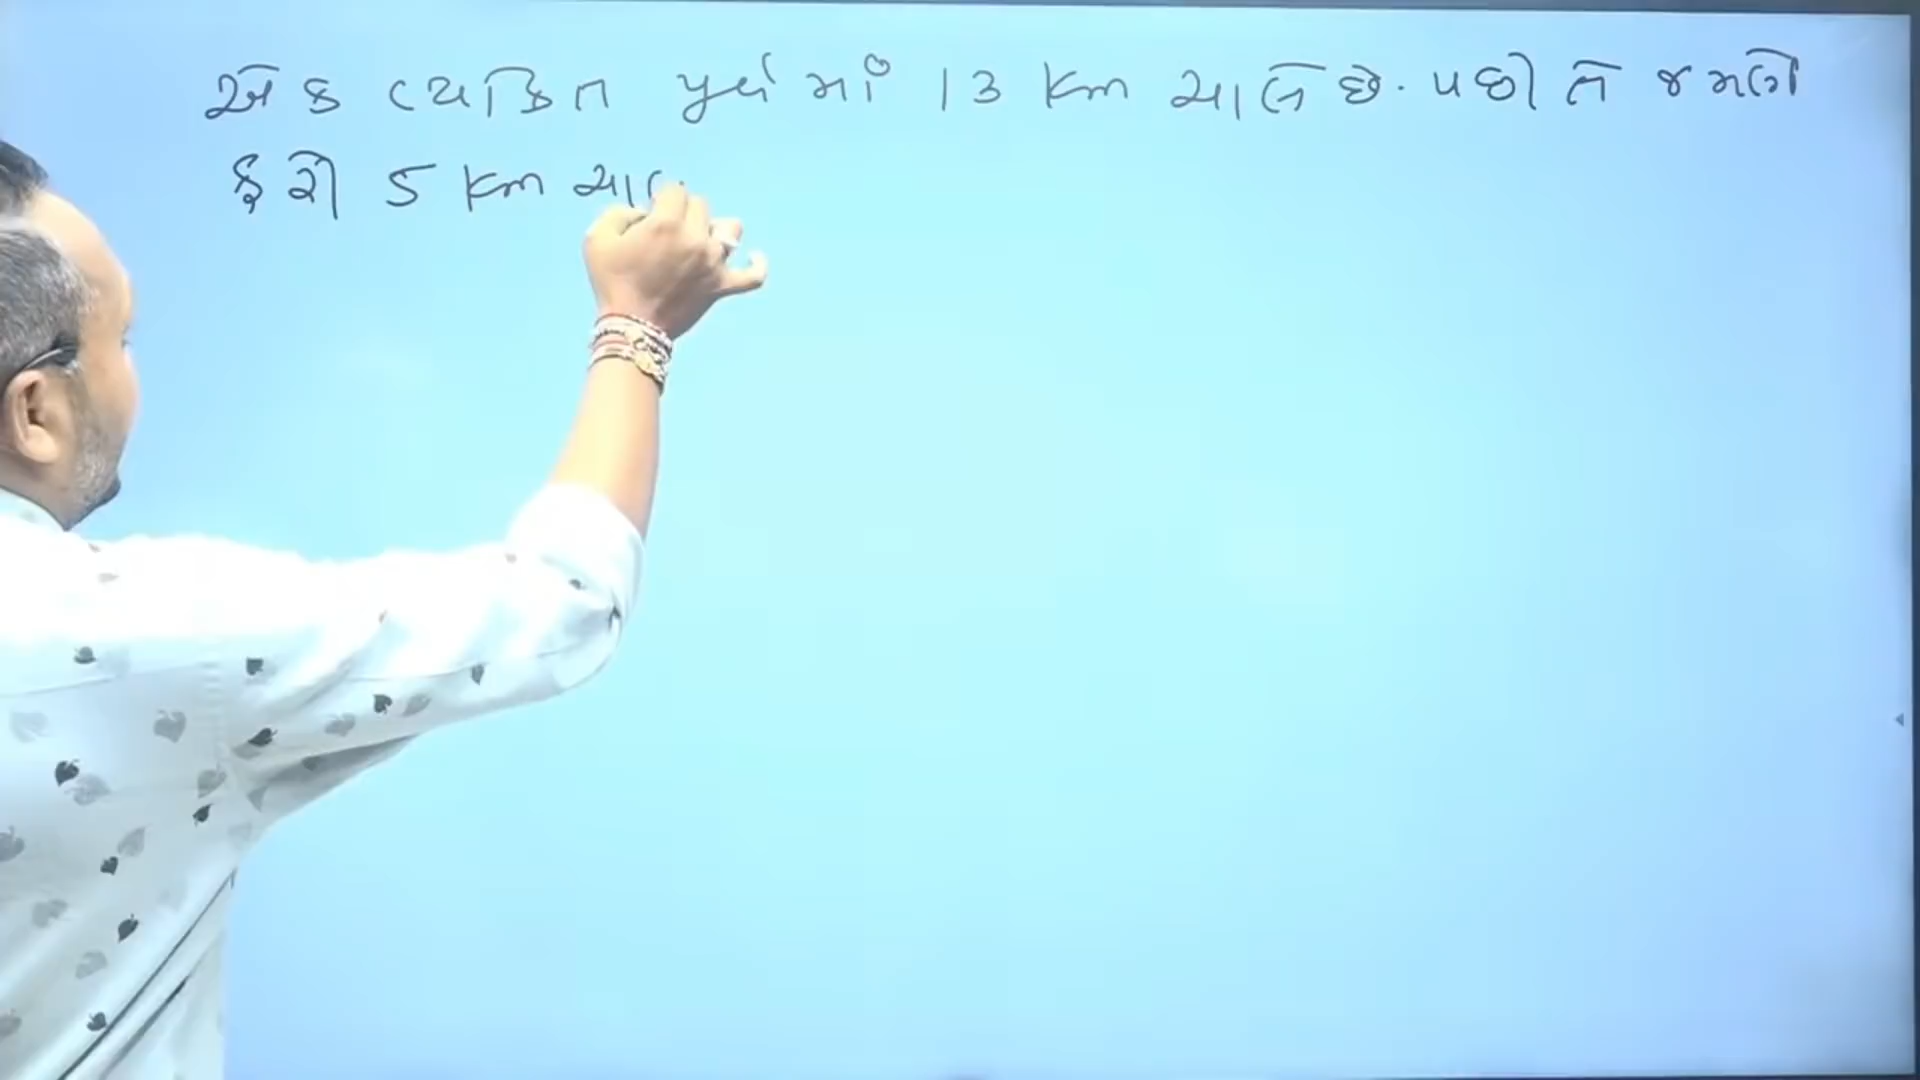 એક વ્યક્તિ પુર્વમાં 13 Km ચાલે છે. પછી તે જમણી
ફરી 5 Km ચાલ